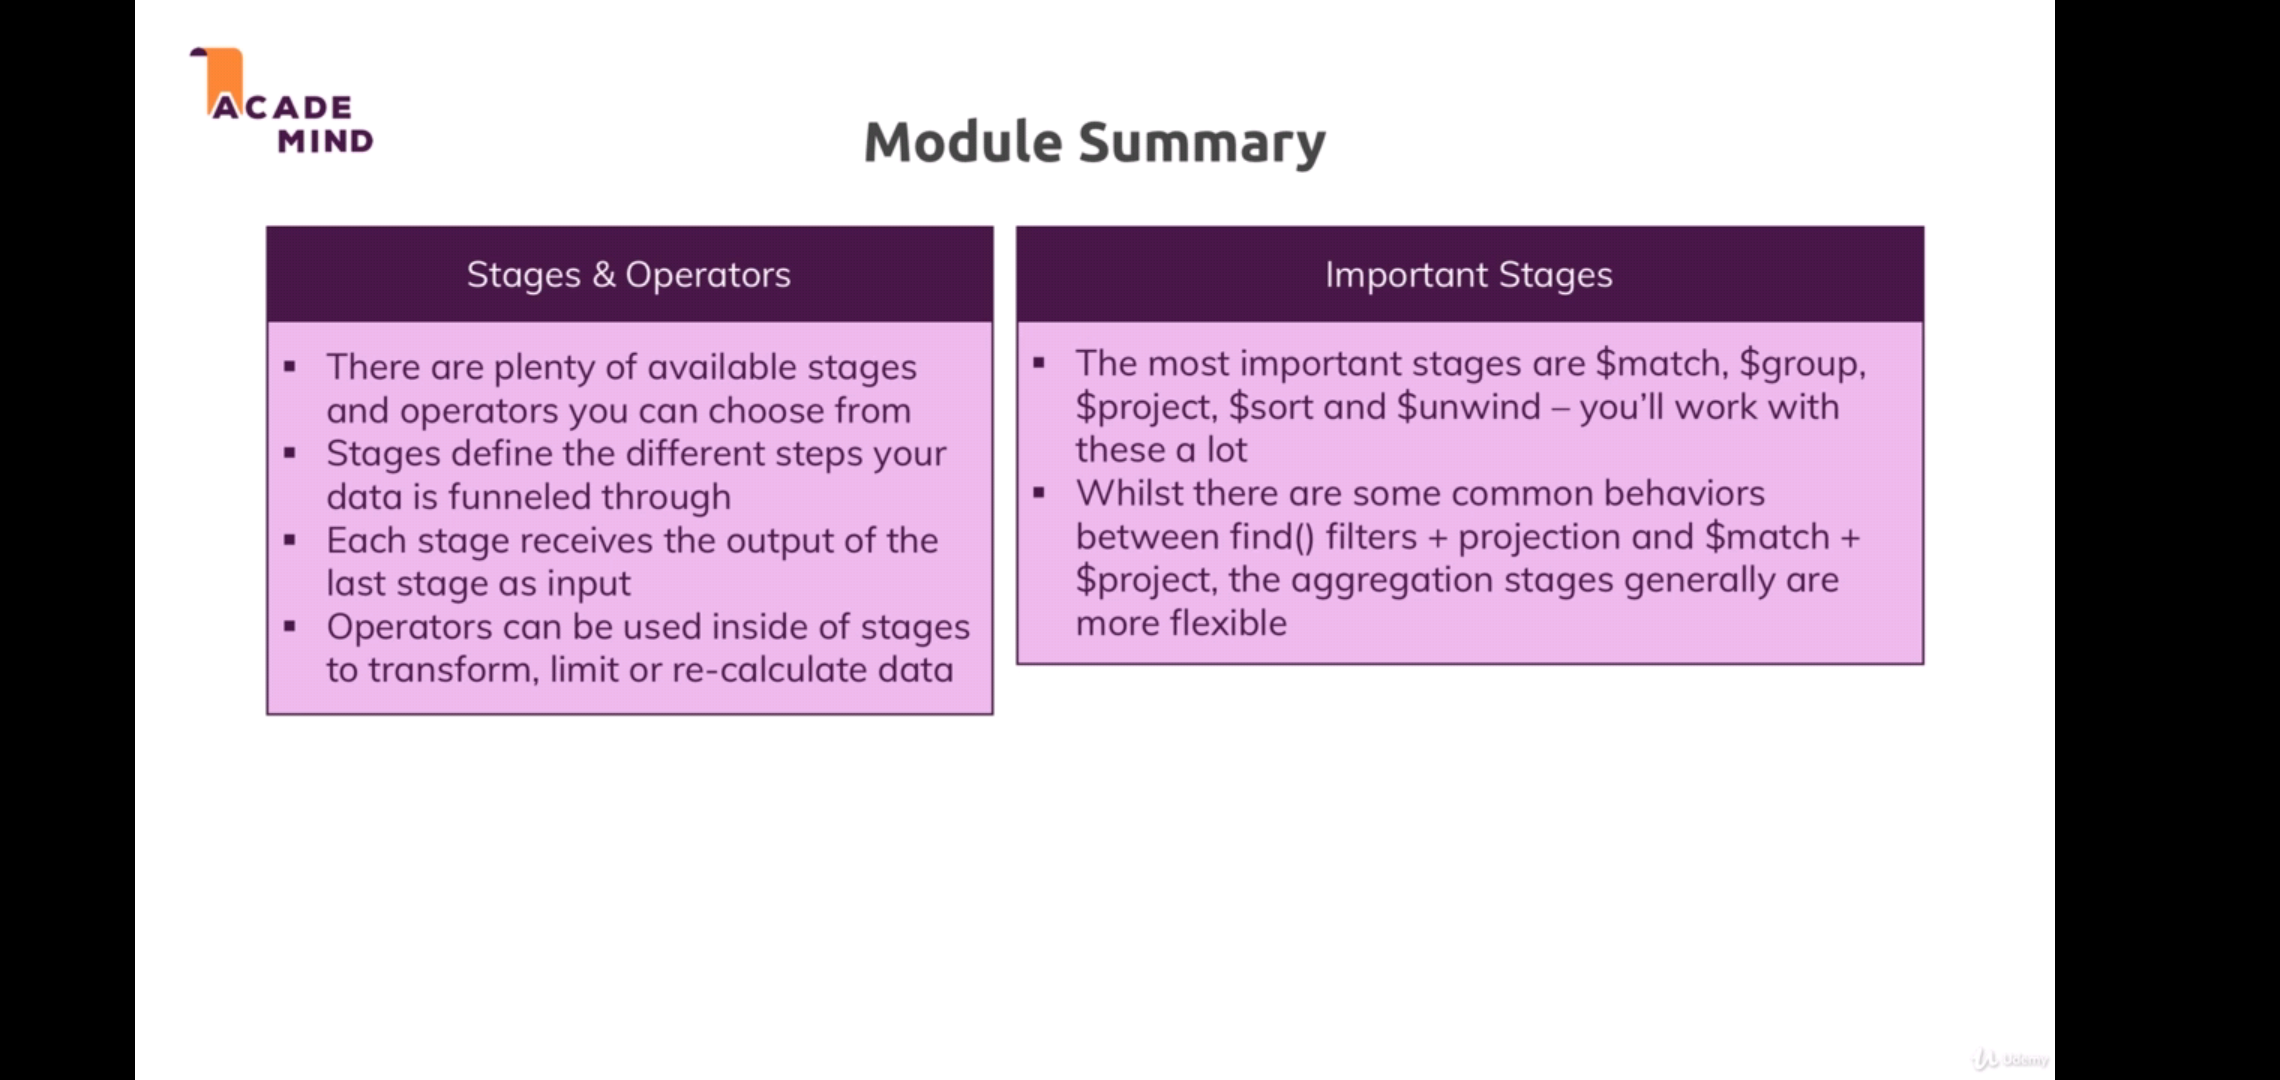 ACADE
MIND
Module Summary
Stages & Operators
▪ There are plenty of available stages
and operators you can choose from
▪ Stages define the different steps your
data is funneled through
▪ Each stage receives the output of the
last stage as input
▪ Operators can be used inside of stages
to transform, limit or re-calculate data
Important Stages
▪ The most important stages are $match, $group,
$project, $sort and $unwind – you’ll work with
these a lot
▪ Whilst there are some common behaviors
between find() filters + projection and $match +
$project, the aggregation stages generally are
more flexible
Udemy